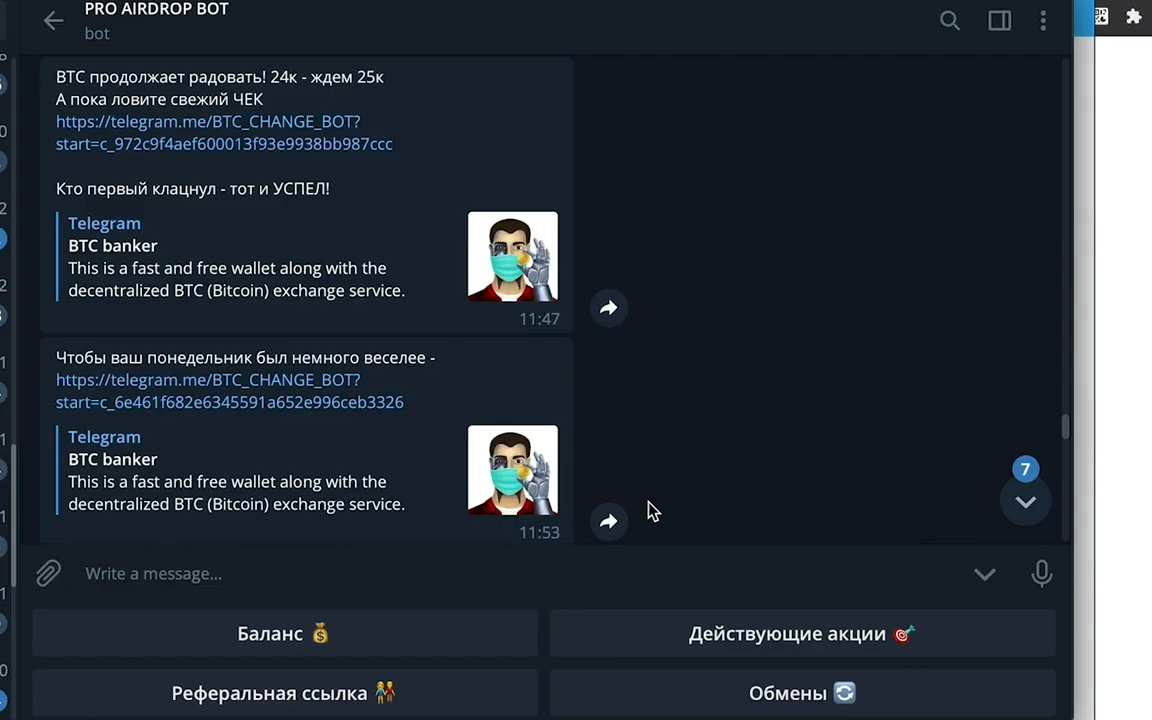 PRO AIRDROP BOT
bot
BTC продолжает радовать! 24к - ждем 25к
А пока ловите свежий ЧЕК
https://telegram.me/BTC_CHANGE_BOT?
start=c_972c9f4aef600013f93e9938bb987ccc
Кто первый клацнул - тот и УСПЕЛ!
Telegram
BTC banker
This is a fast and free wallet along with the
decentralized BTC (Bitcoin) exchange service.
11:47
Чтобы ваш понедельник был немного веселее -
https://telegram.me/BTC_CHANGE_BOT?
start=c_6e461f682e6345591a652e996ceb3326
Telegram
BTC banker
This is a fast and free wallet along with the
decentralized BTC (Bitcoin) exchange service.
11:53
7
Write a message...
Баланс 💰
Действующие акции 🎯
Реферальная ссылка 👫
Обмены 🔄